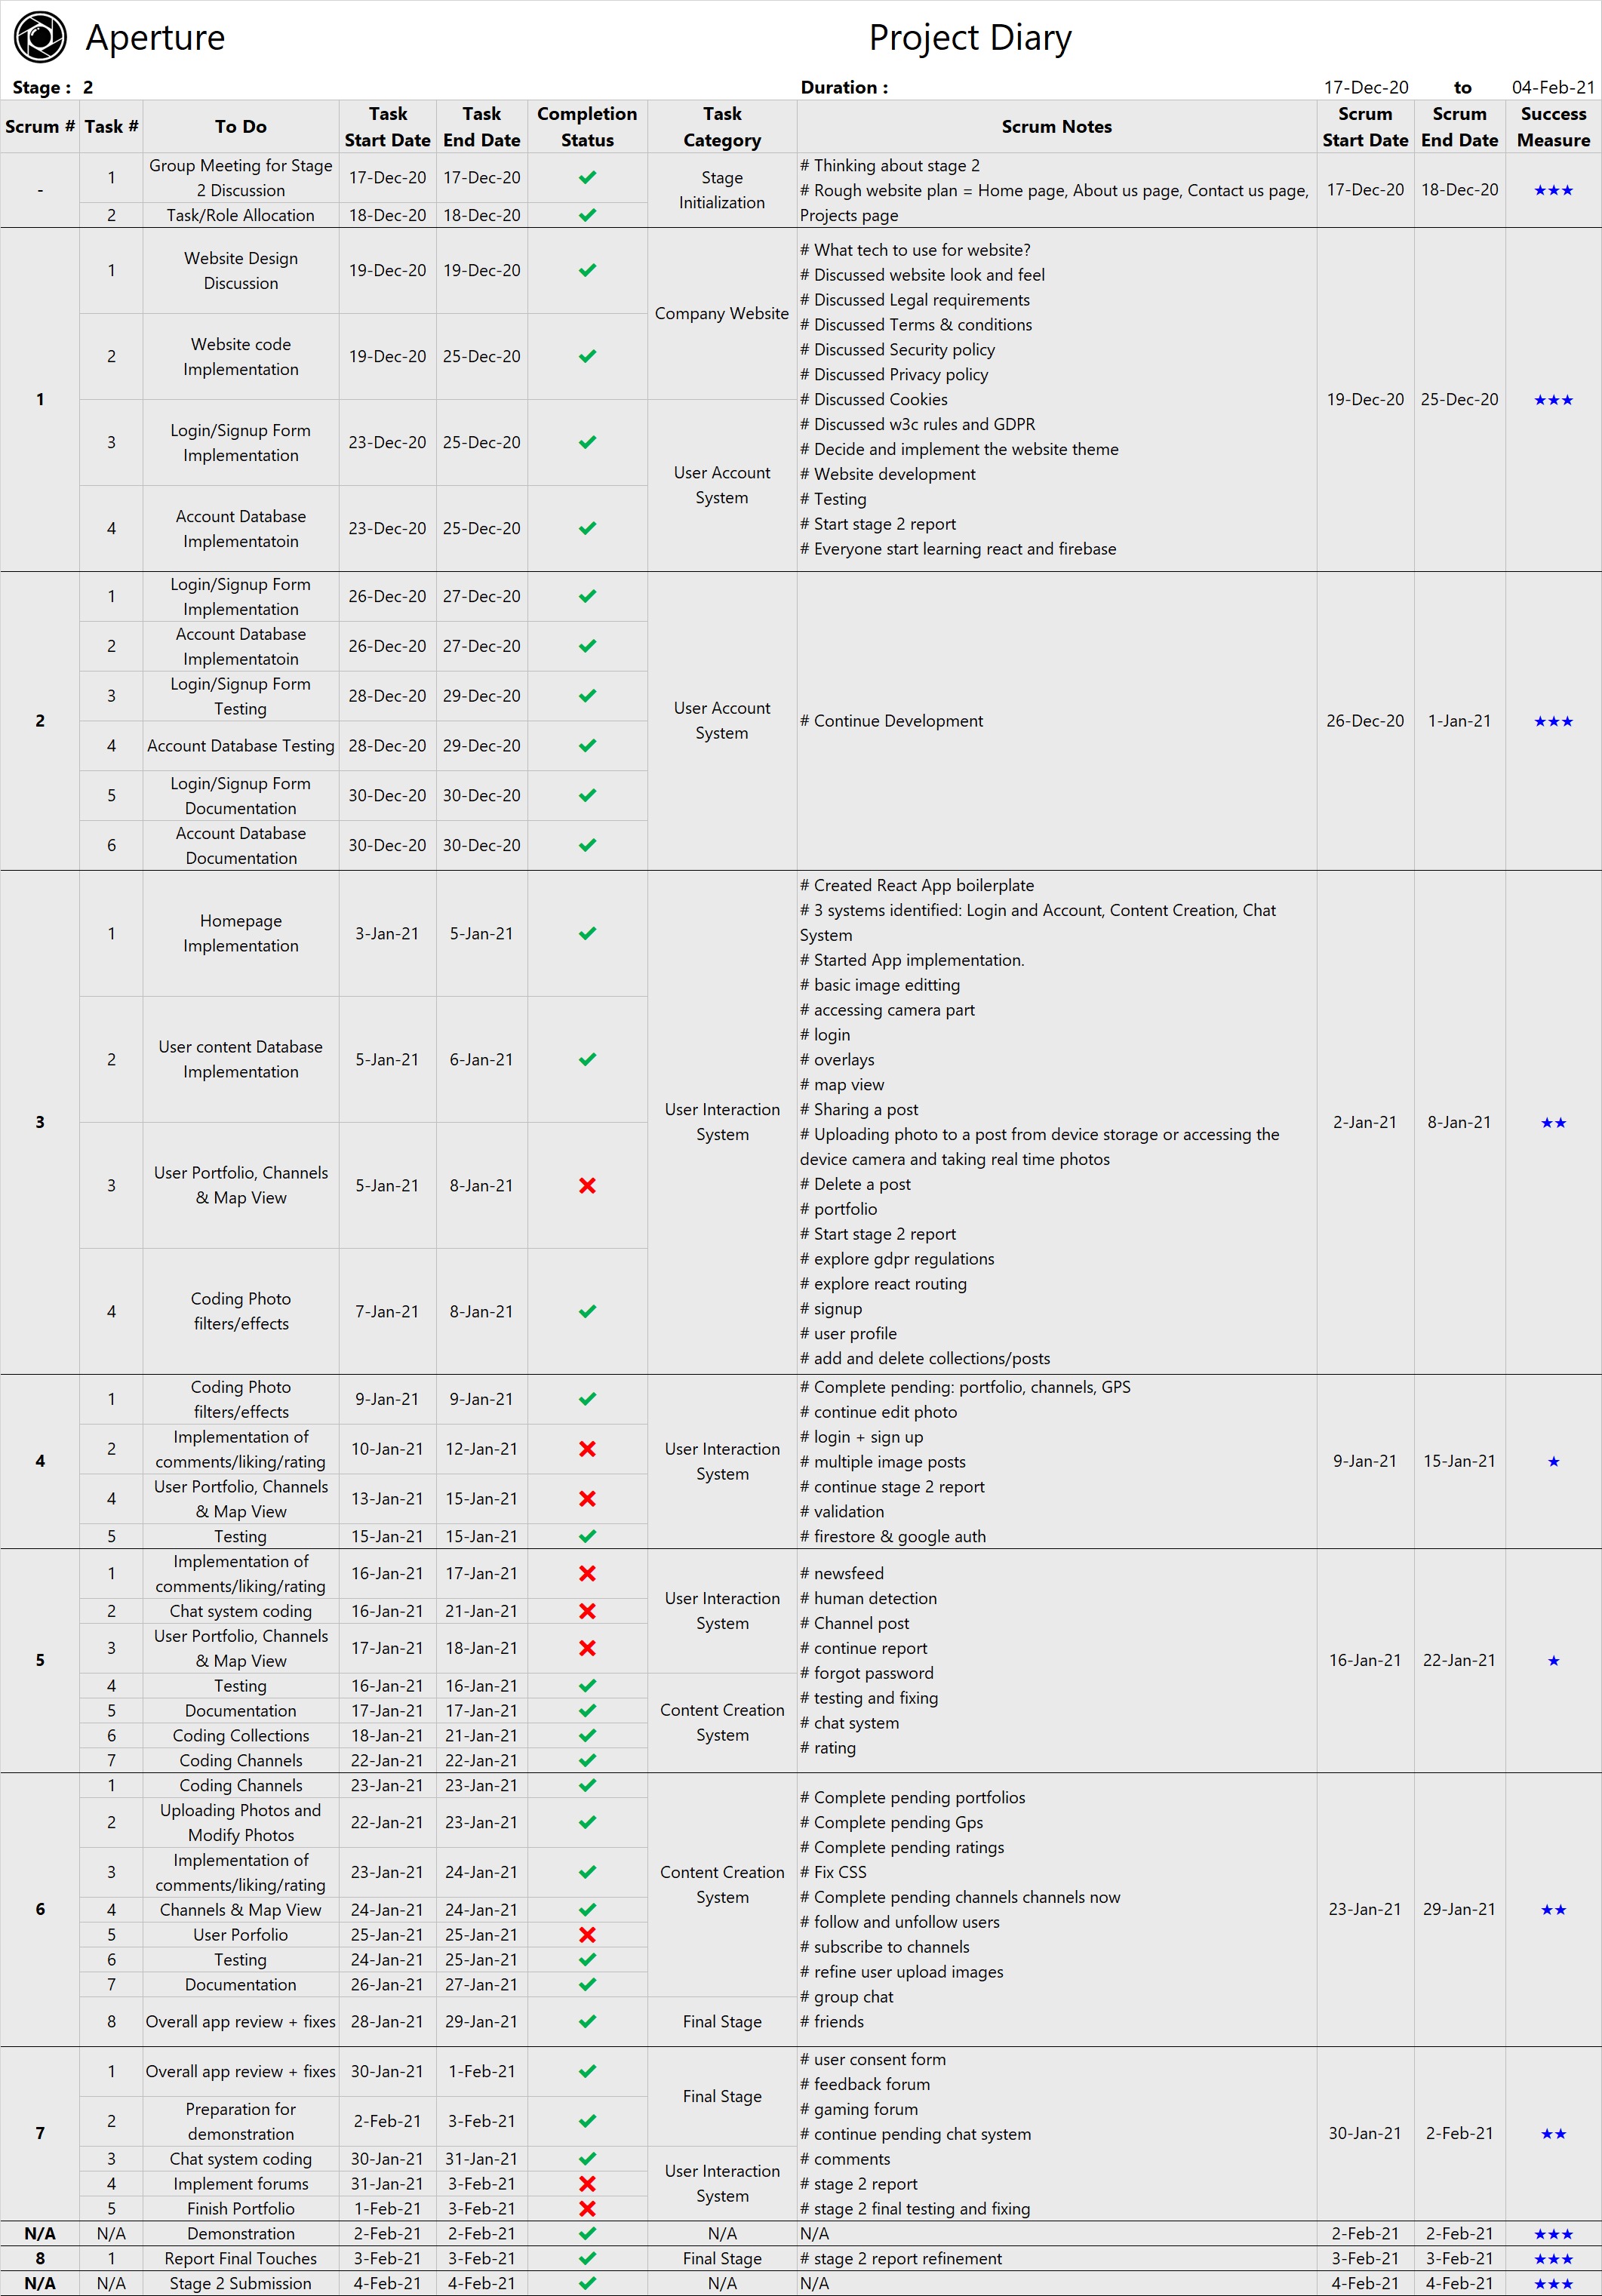 Aperture
Project Diary
Stage : 2
Duration :
17-Dec-20 to 04-Feb-21
Scrum # Task # To Do Task Start Date Task End Date Completion Status Task Category Scrum Notes Scrum Start Date Scrum End Date Success Measure
-
1 Group Meeting for Stage 2 Discussion 17-Dec-20 17-Dec-20 ✔
2 Task/Role Allocation 18-Dec-20 18-Dec-20 ✔
Stage Initialization
# Thinking about stage 2
# Rough website plan = Home page, About us page, Contact us page,
Projects page
17-Dec-20 18-Dec-20 ★★★
1
1 Website Design Discussion 19-Dec-20 19-Dec-20 ✔
2 Website code Implementation 19-Dec-20 25-Dec-20 ✔
Company Website
3 Login/Signup Form Implementation 23-Dec-20 25-Dec-20 ✔
4 Account Database Implementatoin 23-Dec-20 25-Dec-20 ✔
User Account System
# What tech to use for website?
# Discussed website look and feel
# Discussed Legal requirements
# Discussed Terms & conditions
# Discussed Security policy
# Discussed Privacy policy
# Discussed Cookies
# Discussed w3c rules and GDPR
# Decide and implement the website theme
# Website development
# Testing
# Start stage 2 report
# Everyone start learning react and firebase
19-Dec-20 25-Dec-20 ★★★
2
1 Login/Signup Form Implementation 26-Dec-20 27-Dec-20 ✔
2 Account Database Implementatoin 26-Dec-20 27-Dec-20 ✔
3 Login/Signup Form Testing 28-Dec-20 29-Dec-20 ✔
4 Account Database Testing 28-Dec-20 29-Dec-20 ✔
5 Login/Signup Form Documentation 30-Dec-20 30-Dec-20 ✔
6 Account Database Documentation 30-Dec-20 30-Dec-20 ✔
User Account System
# Continue Development
26-Dec-20 1-Jan-21 ★★★
3
1 Homepage Implementation 3-Jan-21 5-Jan-21 ✔
2 User content Database Implementation 5-Jan-21 6-Jan-21 ✔
3 User Portfolio, Channels & Map View 5-Jan-21 8-Jan-21 ✖
4 Coding Photo filters/effects 7-Jan-21 8-Jan-21 ✔
User Interaction System
# Created React App boilerplate
# 3 systems identified: Login and Account, Content Creation, Chat
System
# Started App implementation.
# basic image editting
# accessing camera part
# login
# overlays
# map view
# Sharing a post
# Uploading photo to a post from device storage or accessing the
device camera and taking real time photos
# Delete a post
# portfolio
# Start stage 2 report
# explore gdpr regulations
# explore react routing
# signup
# user profile
# add and delete collections/posts
2-Jan-21 8-Jan-21 ★★
4
1 Coding Photo filters/effects 9-Jan-21 9-Jan-21 ✔
2 Implementation of comments/liking/rating 10-Jan-21 12-Jan-21 ✖
4 User Portfolio, Channels & Map View 13-Jan-21 15-Jan-21 ✖
5 Testing 15-Jan-21 15-Jan-21 ✔
User Interaction System
# Complete pending: portfolio, channels, GPS
# continue edit photo
# login + sign up
# multiple image posts
# continue stage 2 report
# validation
# firestore & google auth
9-Jan-21 15-Jan-21 ★
5
1 Implementation of comments/liking/rating 16-Jan-21 17-Jan-21 ✖
2 Chat system coding 16-Jan-21 21-Jan-21 ✖
3 User Portfolio, Channels & Map View 17-Jan-21 18-Jan-21 ✖
User Interaction System
4 Testing 16-Jan-21 16-Jan-21 ✔
5 Documentation 17-Jan-21 17-Jan-21 ✔
6 Coding Collections 18-Jan-21 21-Jan-21 ✔
7 Coding Channels 22-Jan-21 22-Jan-21 ✔
Content Creation System
# newsfeed
# human detection
# Channel post
# continue report
# forgot password
# testing and fixing
# chat system
# rating
16-Jan-21 22-Jan-21 ★
6
1 Coding Channels 23-Jan-21 23-Jan-21 ✔
2 Uploading Photos and Modify Photos 22-Jan-21 23-Jan-21 ✔
3 Implementation of comments/liking/rating 23-Jan-21 24-Jan-21 ✔
4 Channels & Map View 24-Jan-21 24-Jan-21 ✔
5 User Porfolio 25-Jan-21 25-Jan-21 ✖
6 Testing 24-Jan-21 25-Jan-21 ✔
7 Documentation 26-Jan-21 27-Jan-21 ✔
Content Creation System
8 Overall app review + fixes 28-Jan-21 29-Jan-21 ✔
Final Stage
# Complete pending portfolios
# Complete pending Gps
# Complete pending ratings
# Fix CSS
# Complete pending channels channels now
# follow and unfollow users
# subscribe to channels
# refine user upload images
# group chat
# friends
23-Jan-21 29-Jan-21 ★★
7
1 Overall app review + fixes 30-Jan-21 1-Feb-21 ✔
2 Preparation for demonstration 2-Feb-21 3-Feb-21 ✔
Final Stage
3 Chat system coding 30-Jan-21 31-Jan-21 ✔
4 Implement forums 31-Jan-21 3-Feb-21 ✖
5 Finish Portfolio 1-Feb-21 3-Feb-21 ✖
User Interaction System
# user consent form
# feedback forum
# gaming forum
# continue pending chat system
# comments
# stage 2 report
# stage 2 final testing and fixing
30-Jan-21 2-Feb-21 ★★
N/A N/A Demonstration 2-Feb-21 2-Feb-21 ✔ N/A N/A 2-Feb-21 2-Feb-21 ★★★
8 1 Report Final Touches 3-Feb-21 3-Feb-21 ✔ Final Stage # stage 2 report refinement 3-Feb-21 3-Feb-21 ★★★
N/A N/A Stage 2 Submission 4-Feb-21 4-Feb-21 ✔ N/A N/A 4-Feb-21 4-Feb-21 ★★★